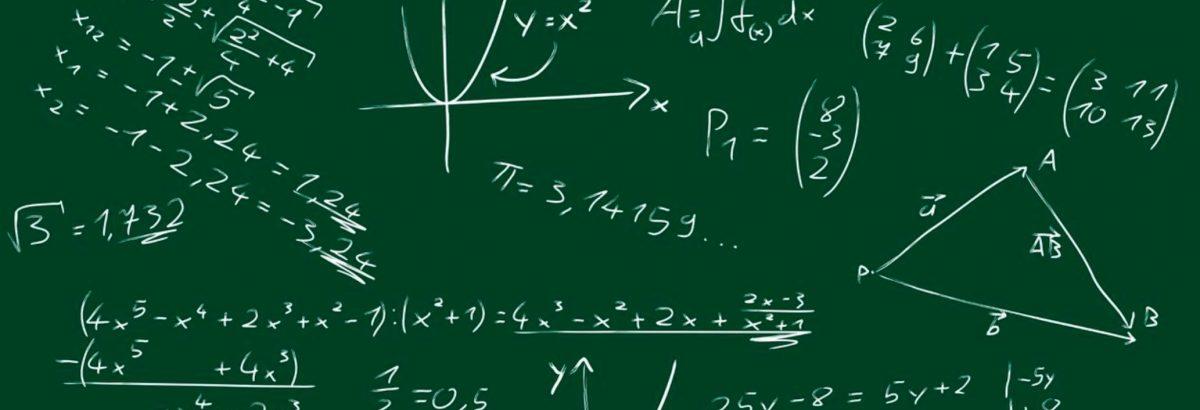 √(2²/4 + 4)
x₁₂ = -1 ± √5
x₁ = -1 + 2,24 = 1,24
x₂ = -1 - 2,24 = -3,24
√3 = 1,732
y = x²
x
A = ∫ f(x) dx
a
(2 6
7 9) + (1 5
3 4) = (3 11
10 13)
P₁ = (8
-3
2)
π = 3,14159...
A
a⃗
AB⃗
P
b⃗
B
(4x⁵ - x⁴ + 2x³ + x² - 1) : (x² + 1) = 4x³ - x² + 2x + (2x - 3)/(x² + 1)
-(4x⁵ + 4x³)
1/2 = 0,5
y
25y - 8 = 5y + 2 | -5y